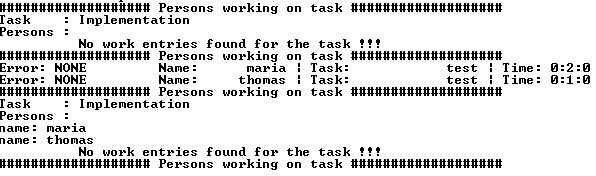 ################### Persons working on task ###################
Task    : Implementation
Persons :
          No work entries found for the task !!!
################### Persons working on task ###################
Error: NONE         Name:      maria ¦ Task:            test ¦ Time: 0:2:0
Error: NONE         Name:     thomas ¦ Task:            test ¦ Time: 0:1:0
################### Persons working on task ###################
Task    : Implementation
Persons :
name: maria
name: thomas
          No work entries found for the task !!!
################### Persons working on task ###################